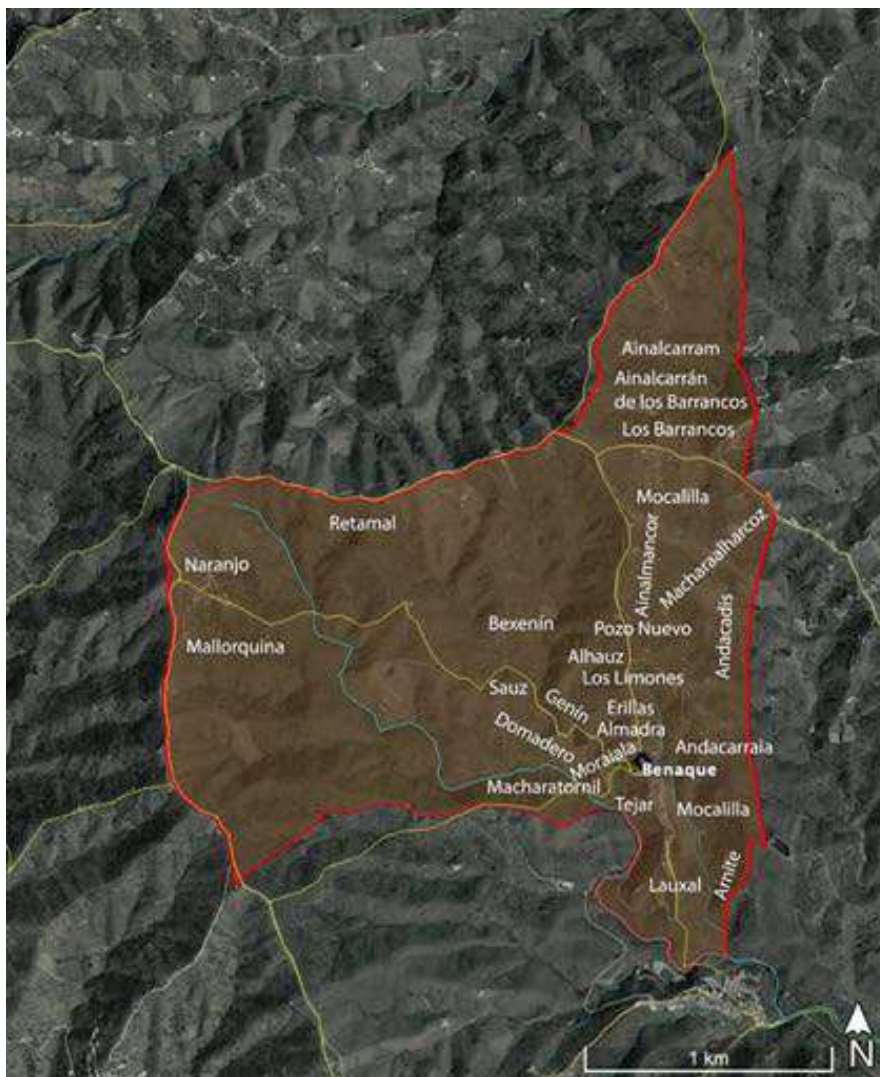 Ainalcarram
Ainalcarrán
de los Barrancos
Los Barrancos
Mocalilla
Retamal
Ainalmancor
Macharaalharcoz
Naranjo
Mallorquina
Bexenín
Pozo Nuevo
Andacadis
Alhauz
Los Limones
Sauz
Genín
Erillas
Almadra
Domadero
Moraiala
Andacarraia
Benaque
Macharatornil
Tejar
Mocalilla
Lauxal
Arnite
N
1 km